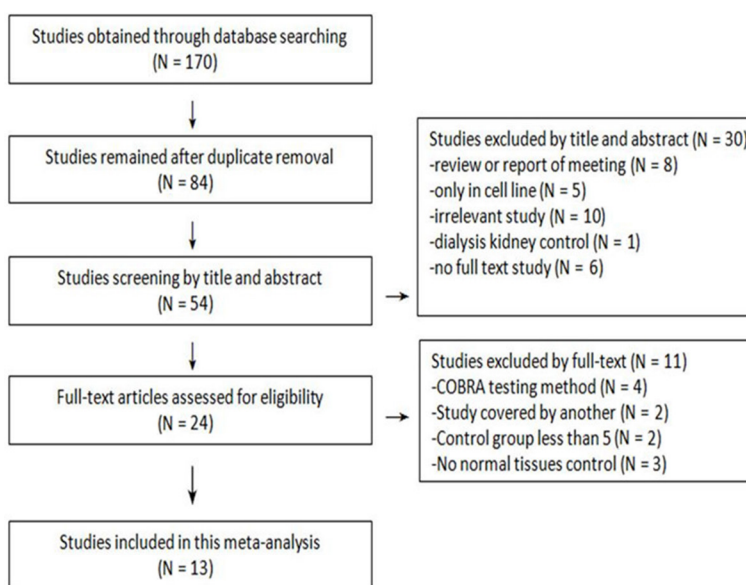 Studies obtained through database searching
(N = 170)
Studies remained after duplicate removal
(N = 84)
Studies excluded by title and abstract (N = 30)
-review or report of meeting (N = 8)
-only in cell line (N = 5)
-irrelevant study (N = 10)
-dialysis kidney control (N = 1)
-no full text study (N = 6)
Studies screening by title and abstract
(N = 54)
Studies excluded by full-text (N = 11)
-COBRA testing method (N = 4)
-Study covered by another (N = 2)
-Control group less than 5 (N = 2)
-No normal tissues control (N = 3)
Full-text articles assessed for eligibility
(N = 24)
Studies included in this meta-analysis
(N = 13)